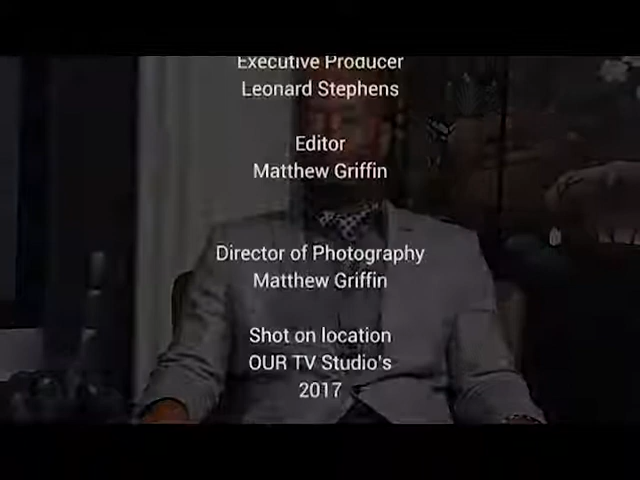 Executive Producer
Leonard Stephens
Editor
Matthew Griffin
Director of Photography
Matthew Griffin
Shot on location
OUR TV Studio's
2017